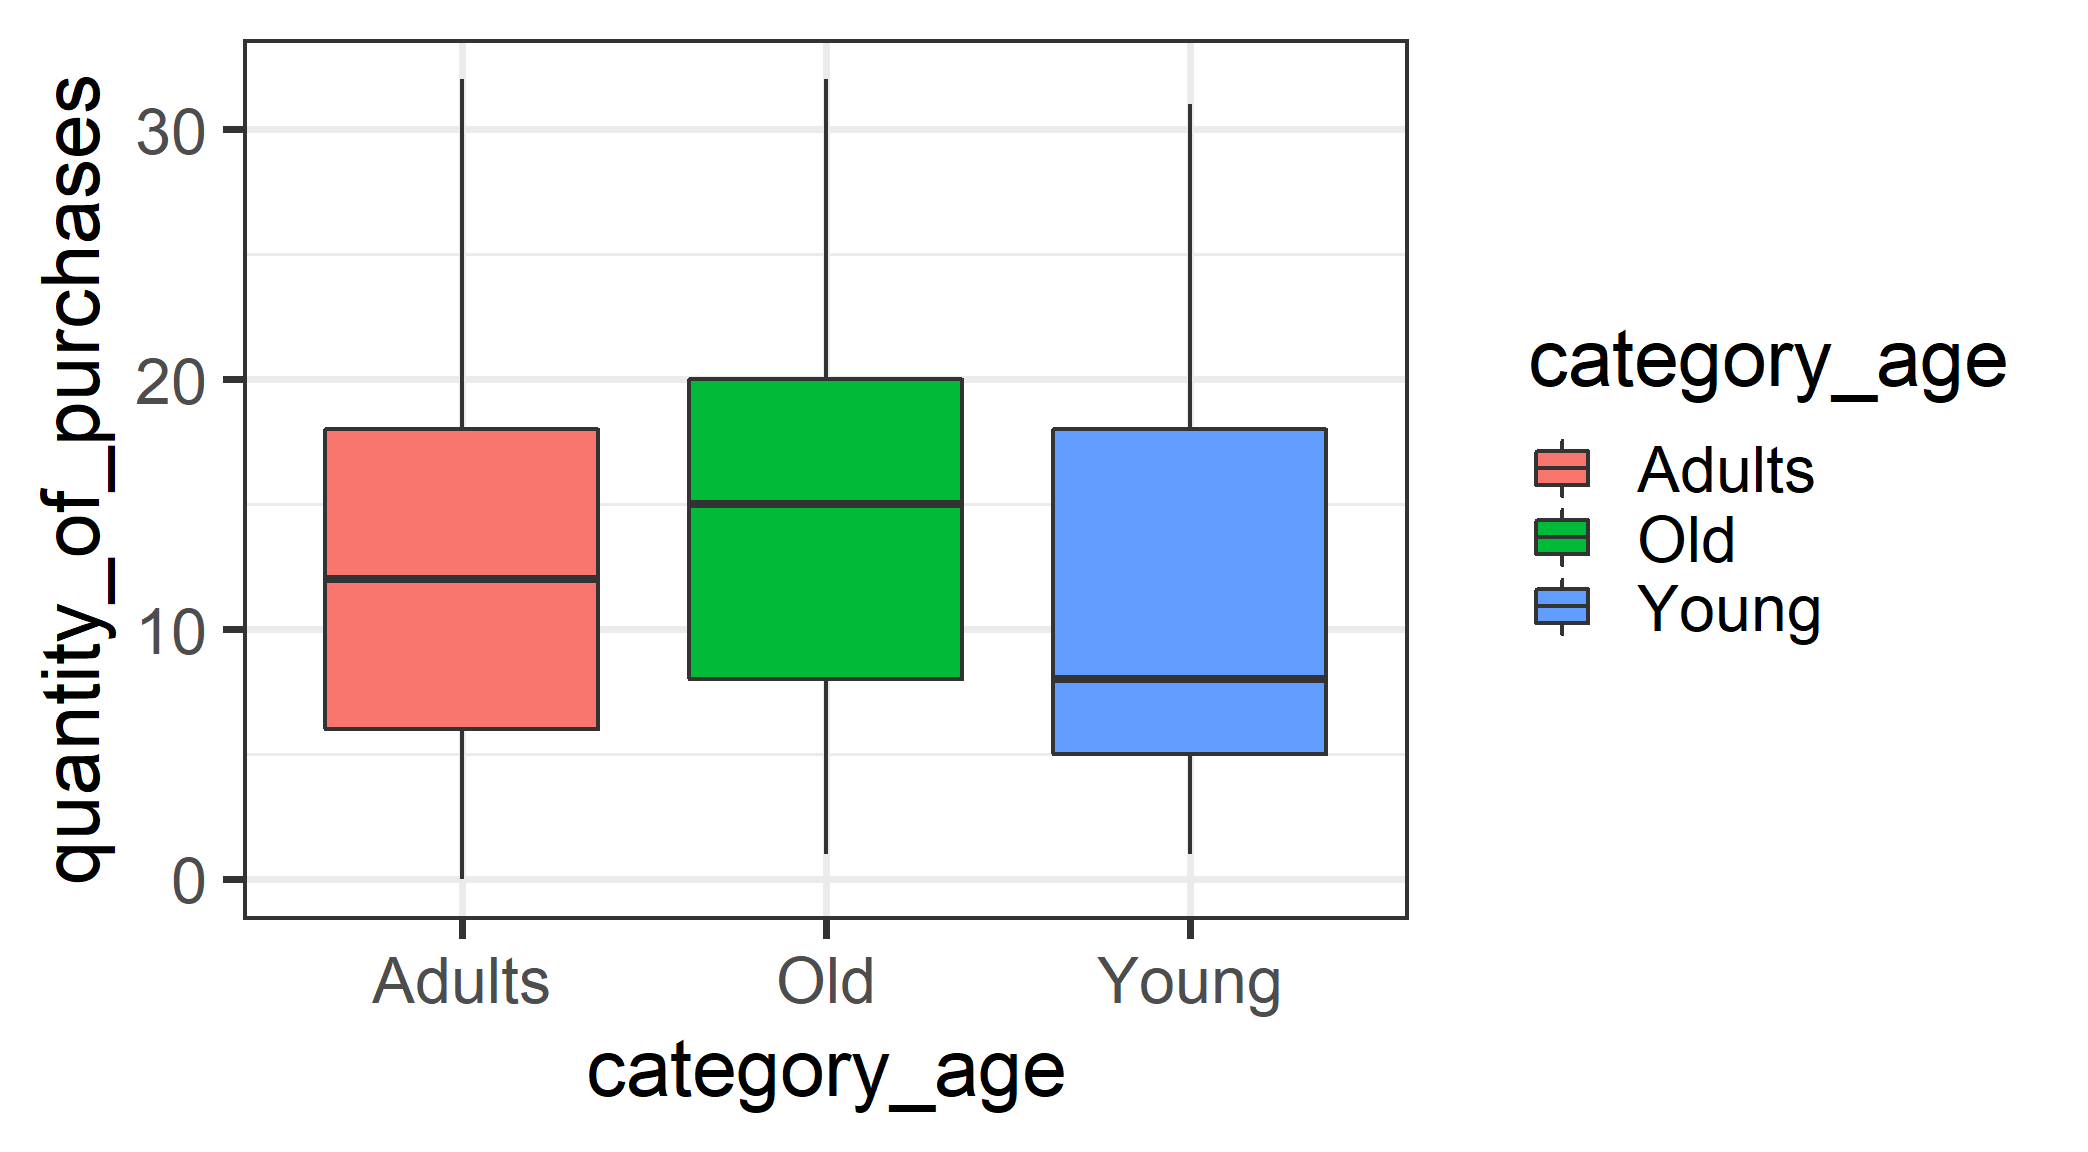 quantity_of_purchases
30
20
10
0
Adults
Old
Young
category_age
category_age
Adults
Old
Young